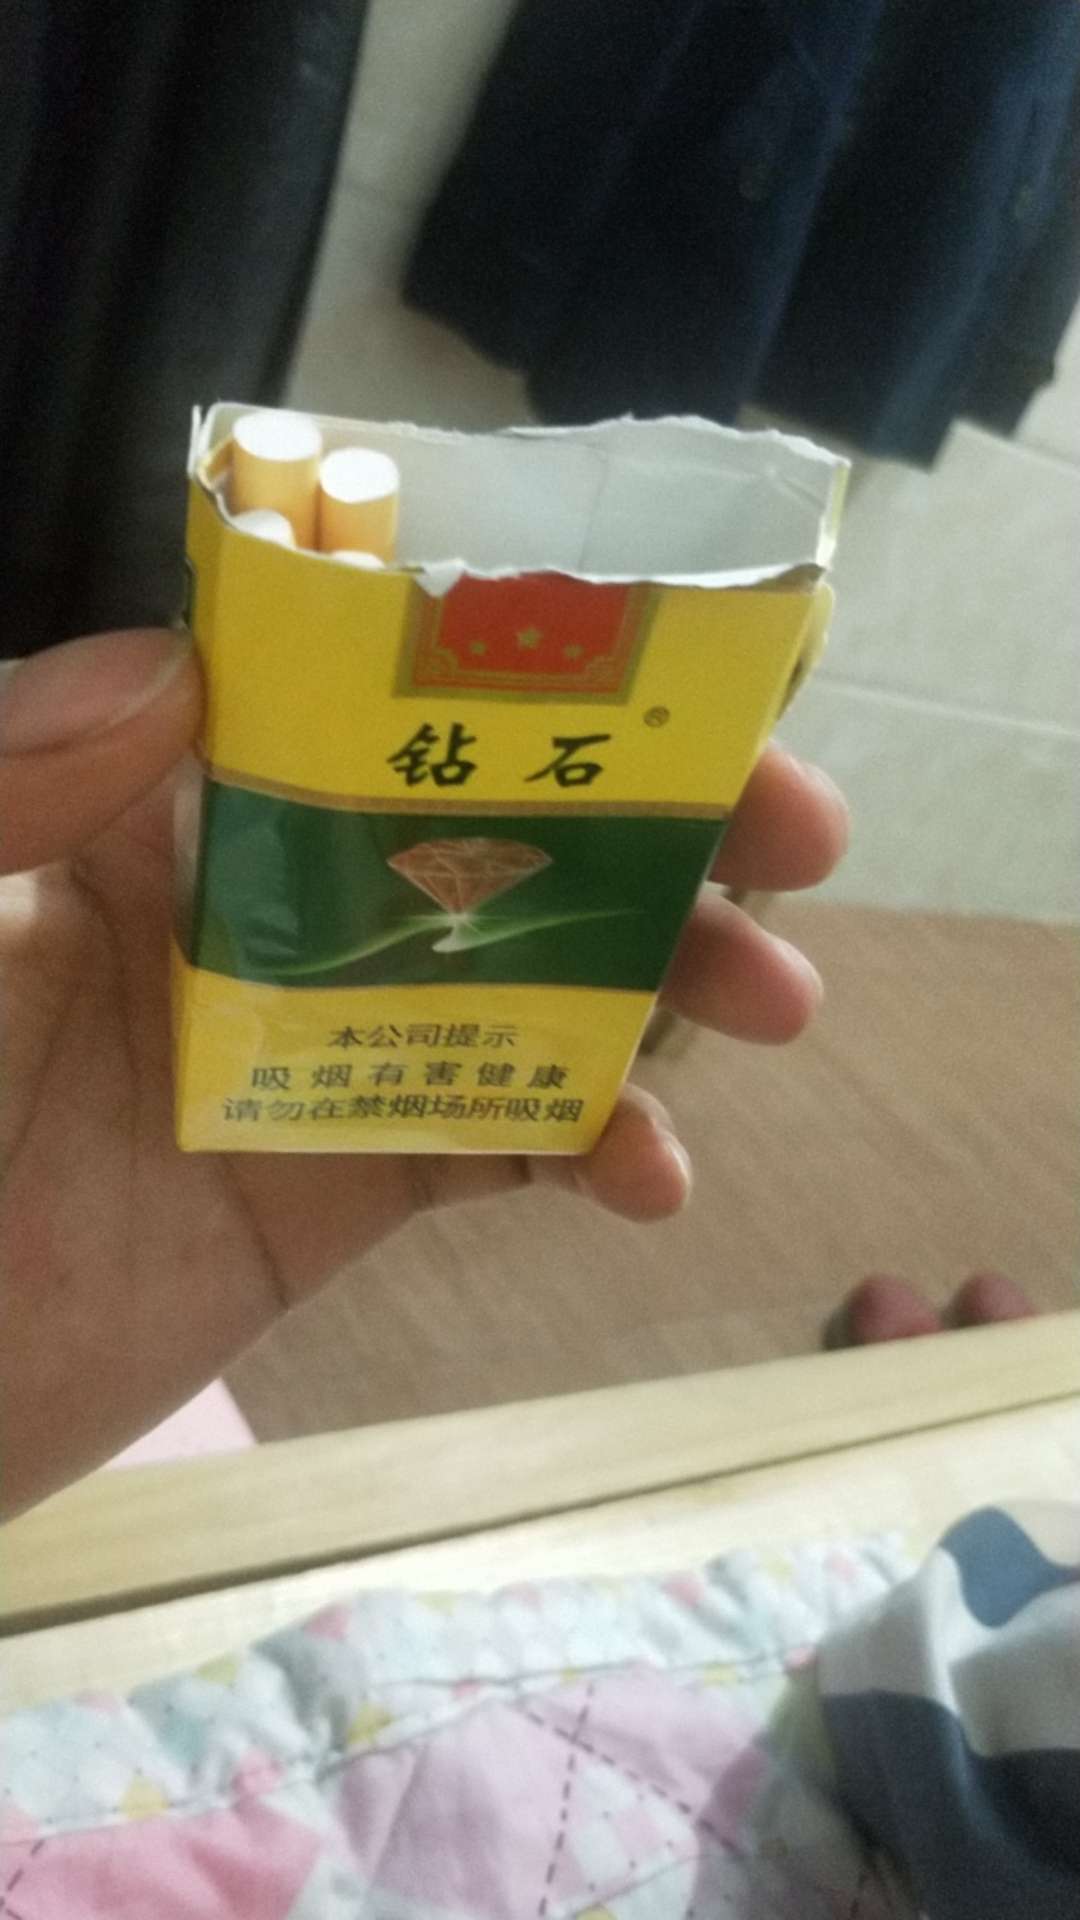 钻石®
本公司提示
吸烟有害健康
请勿在禁烟场所吸烟